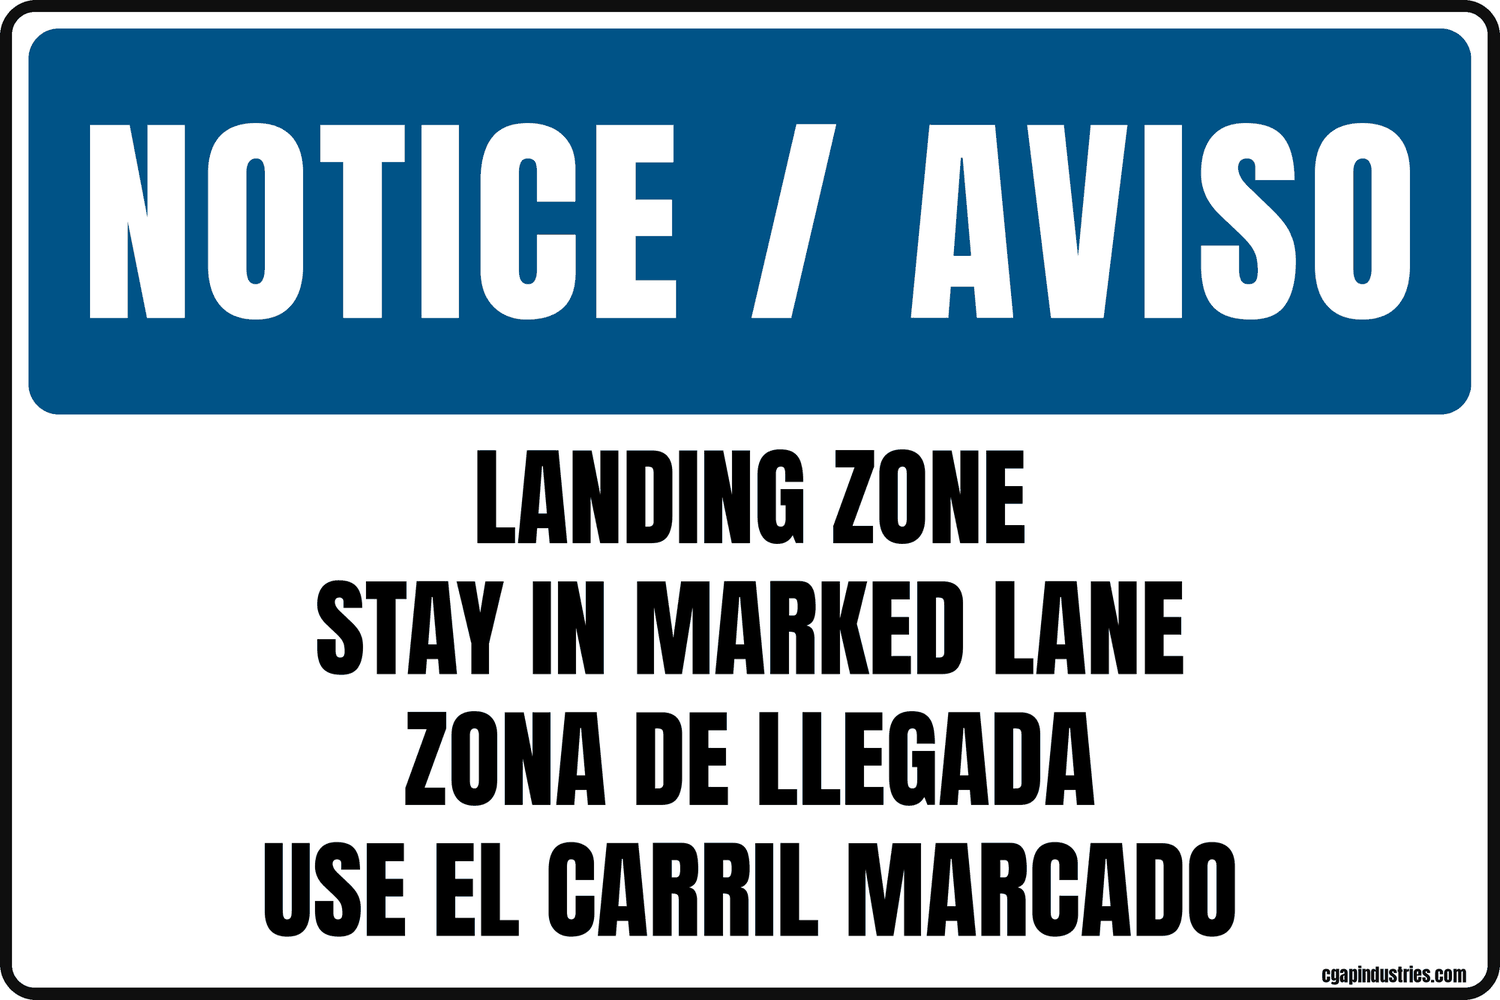 NOTICE / AVISO
LANDING ZONE
STAY IN MARKED LANE
ZONA DE LLEGADA
USE EL CARRIL MARCADO
cgapindustries.com